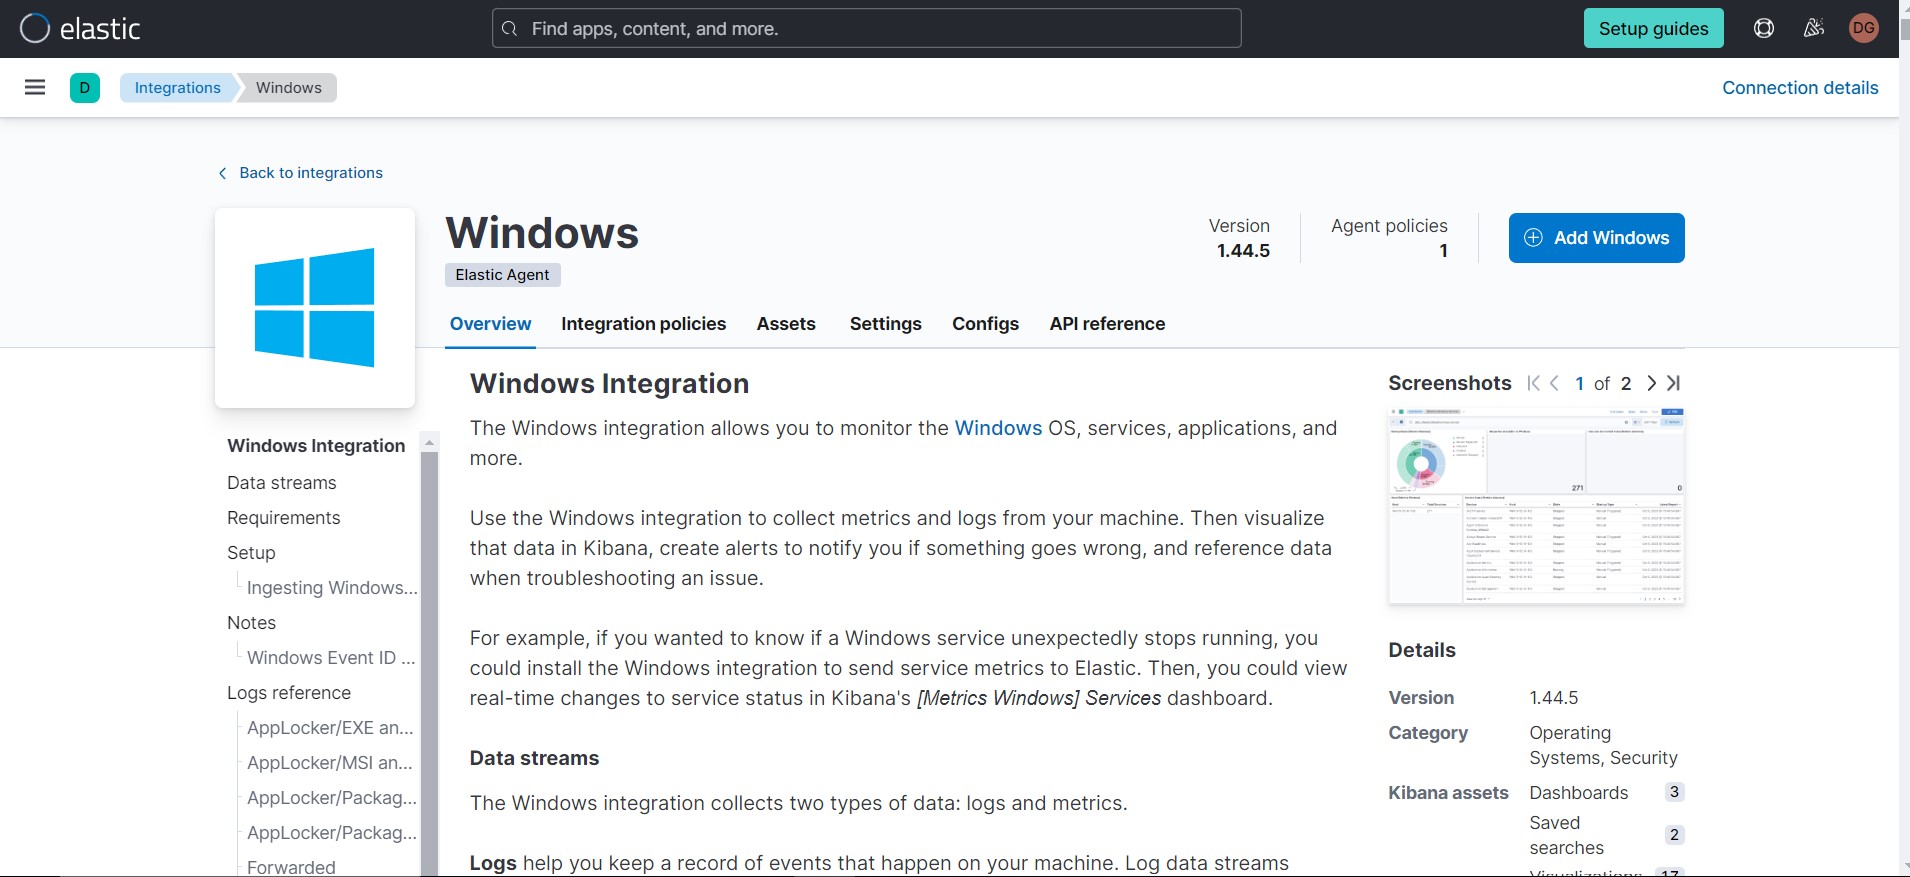 elastic
Find apps, content, and more.
Setup guides
DG
D
Integrations
Windows
Connection details
Back to integrations
Windows
Elastic Agent
Version
1.44.5
Agent policies
1
Add Windows
Overview
Integration policies
Assets
Settings
Configs
API reference
Windows Integration
Data streams
Requirements
Setup
Ingesting Windows...
Notes
Windows Event ID ...
Logs reference
AppLocker/EXE an...
AppLocker/MSI an...
AppLocker/Packag...
AppLocker/Packag...
Forwarded
Windows Integration
The Windows integration allows you to monitor the Windows OS, services, applications, and
more.
Use the Windows integration to collect metrics and logs from your machine. Then visualize
that data in Kibana, create alerts to notify you if something goes wrong, and reference data
when troubleshooting an issue.
For example, if you wanted to know if a Windows service unexpectedly stops running, you
could install the Windows integration to send service metrics to Elastic. Then, you could view
real-time changes to service status in Kibana's [Metrics Windows] Services dashboard.
Data streams
The Windows integration collects two types of data: logs and metrics.
Logs help you keep a record of events that happen on your machine. Log data streams
Screenshots
1 of 2
271
0
Details
Version 1.44.5
Category Operating
Systems, Security
Kibana assets Dashboards 3
Saved
searches 2
Visualizations 17